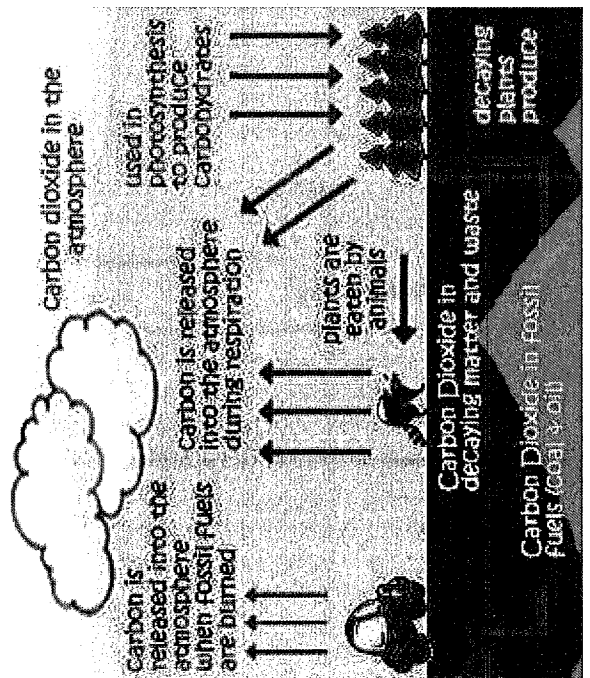 Carbon dioxide in the
atmosphere
Carbon is
released into the
atmosphere
when Fossil Fuels
are burned
Carbon is released
into the atmosphere
during respiration
used in
photosynthesis
to produce
Carbohydrates
plants are
eaten by
animals
Carbon Dioxide in
decaying matter and waste
decaying
plants
produce
Carbon Dioxide in Fossil
Fuels (Coal & oil)